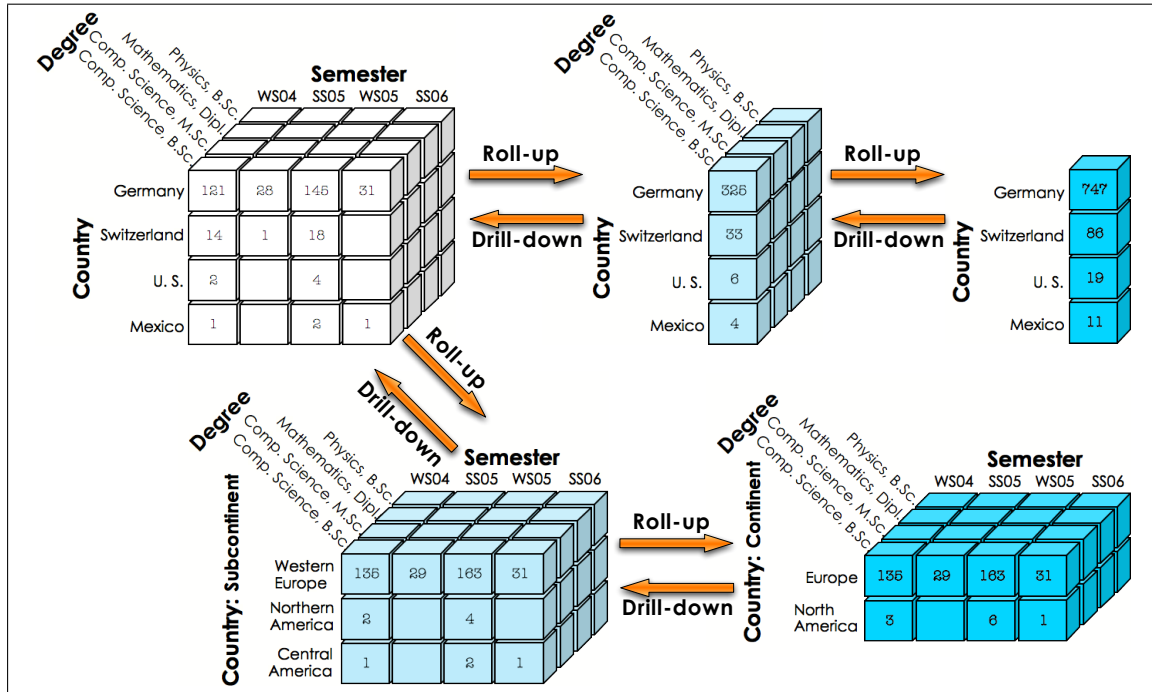 Degree
Physics, B.Sc.
Mathematics, Dipl.
Comp. Science, M.Sc.
Comp. Science, B.Sc.
Semester
WS04 SS05 WS05 SS06
Country
Germany 121 28 145 31
Switzerland 14 1 18
U. S. 2 4
Mexico 1 2 1
Roll-up
Drill-down
Degree
Physics, B.Sc.
Mathematics, Dipl.
Comp. Science, M.Sc.
Comp. Science, B.Sc.
Country
Germany 325
Switzerland 33
U. S. 6
Mexico 4
Roll-up
Drill-down
Country
Germany 747
Switzerland 86
U. S. 19
Mexico 11
Roll-up
Drill-down
Degree
Physics, B.Sc.
Mathematics, Dipl.
Comp. Science, M.Sc.
Comp. Science, B.Sc.
Semester
WS04 SS05 WS05 SS06
Country: Subcontinent
Western
Europe 135 29 163 31
Northern
America 2 4
Central
America 1 2 1
Roll-up
Drill-down
Degree
Physics, B.Sc.
Mathematics, Dipl.
Comp. Science, M.Sc.
Comp. Science, B.Sc.
Semester
WS04 SS05 WS05 SS06
Country: Continent
Europe 135 29 163 31
North
America 3 6 1